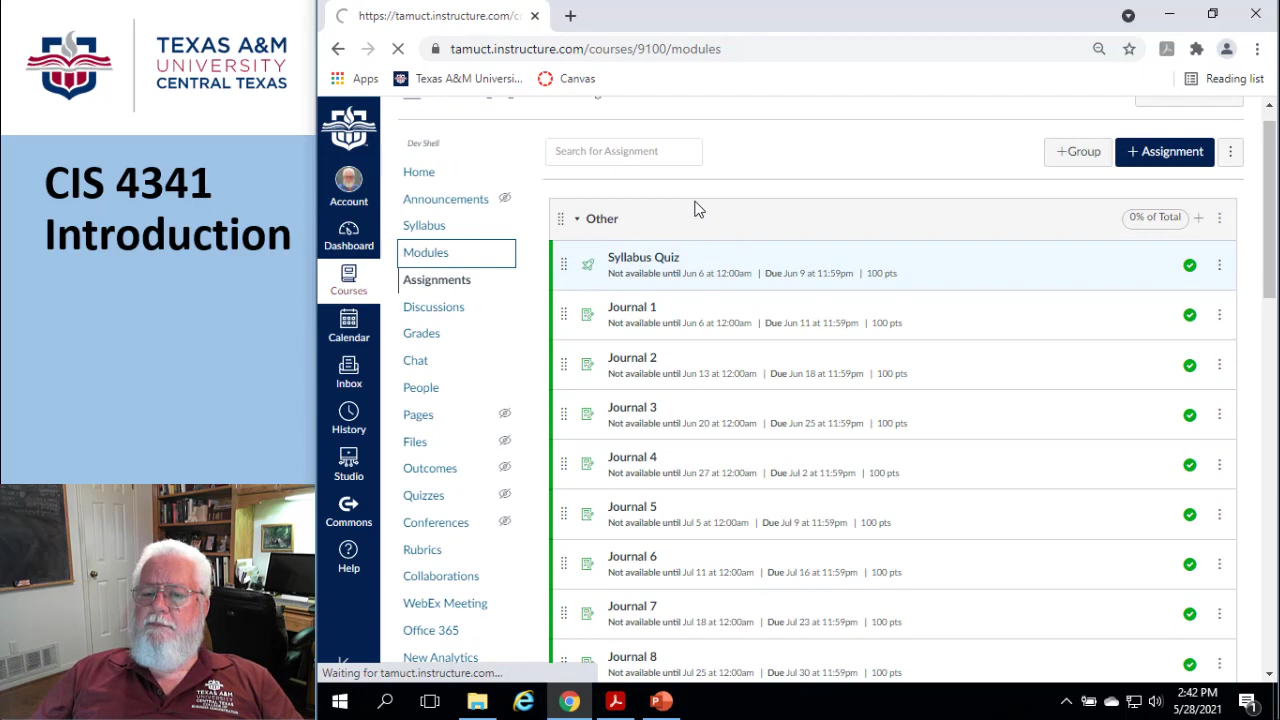 TEXAS A&M
UNIVERSITY
CENTRAL TEXAS
CIS 4341
Introduction
TEXAS A&M
UNIVERSITY
CENTRAL TEXAS
https://tamuct.instructure.com/c
tamuct.instructure.com/courses/9100/modules
Apps
Texas A&M Universi...
Canvas
Reading list
Account
Dashboard
Courses
Calendar
Inbox
History
Studio
Commons
Help
Dev Shell
Home
Announcements
Syllabus
Modules
Assignments
Discussions
Grades
Chat
People
Pages
Files
Outcomes
Quizzes
Conferences
Rubrics
Collaborations
WebEx Meeting
Office 365
New Analytics
Search for Assignment
+Group
+ Assignment
Other
0% of Total
Syllabus Quiz
Not available until Jun 6 at 12:00am | Due Jun 9 at 11:59pm | 100 pts
Journal 1
Not available until Jun 6 at 12:00am | Due Jun 11 at 11:59pm | 100 pts
Journal 2
Not available until Jun 13 at 12:00am | Due Jun 18 at 11:59pm | 100 pts
Journal 3
Not available until Jun 20 at 12:00am | Due Jun 25 at 11:59pm | 100 pts
Journal 4
Not available until Jun 27 at 12:00am | Due Jul 2 at 11:59pm | 100 pts
Journal 5
Not available until Jul 5 at 12:00am | Due Jul 9 at 11:59pm | 100 pts
Journal 6
Not available until Jul 11 at 12:00am | Due Jul 16 at 11:59pm | 100 pts
Journal 7
Not available until Jul 18 at 12:00am | Due Jul 23 at 11:59pm | 100 pts
Journal 8
Not available until Jul 25 at 12:00am | Due Jul 30 at 11:59pm | 100 pts
Waiting for tamuct.instructure.com...
2:42 PM
5/28/2021
1